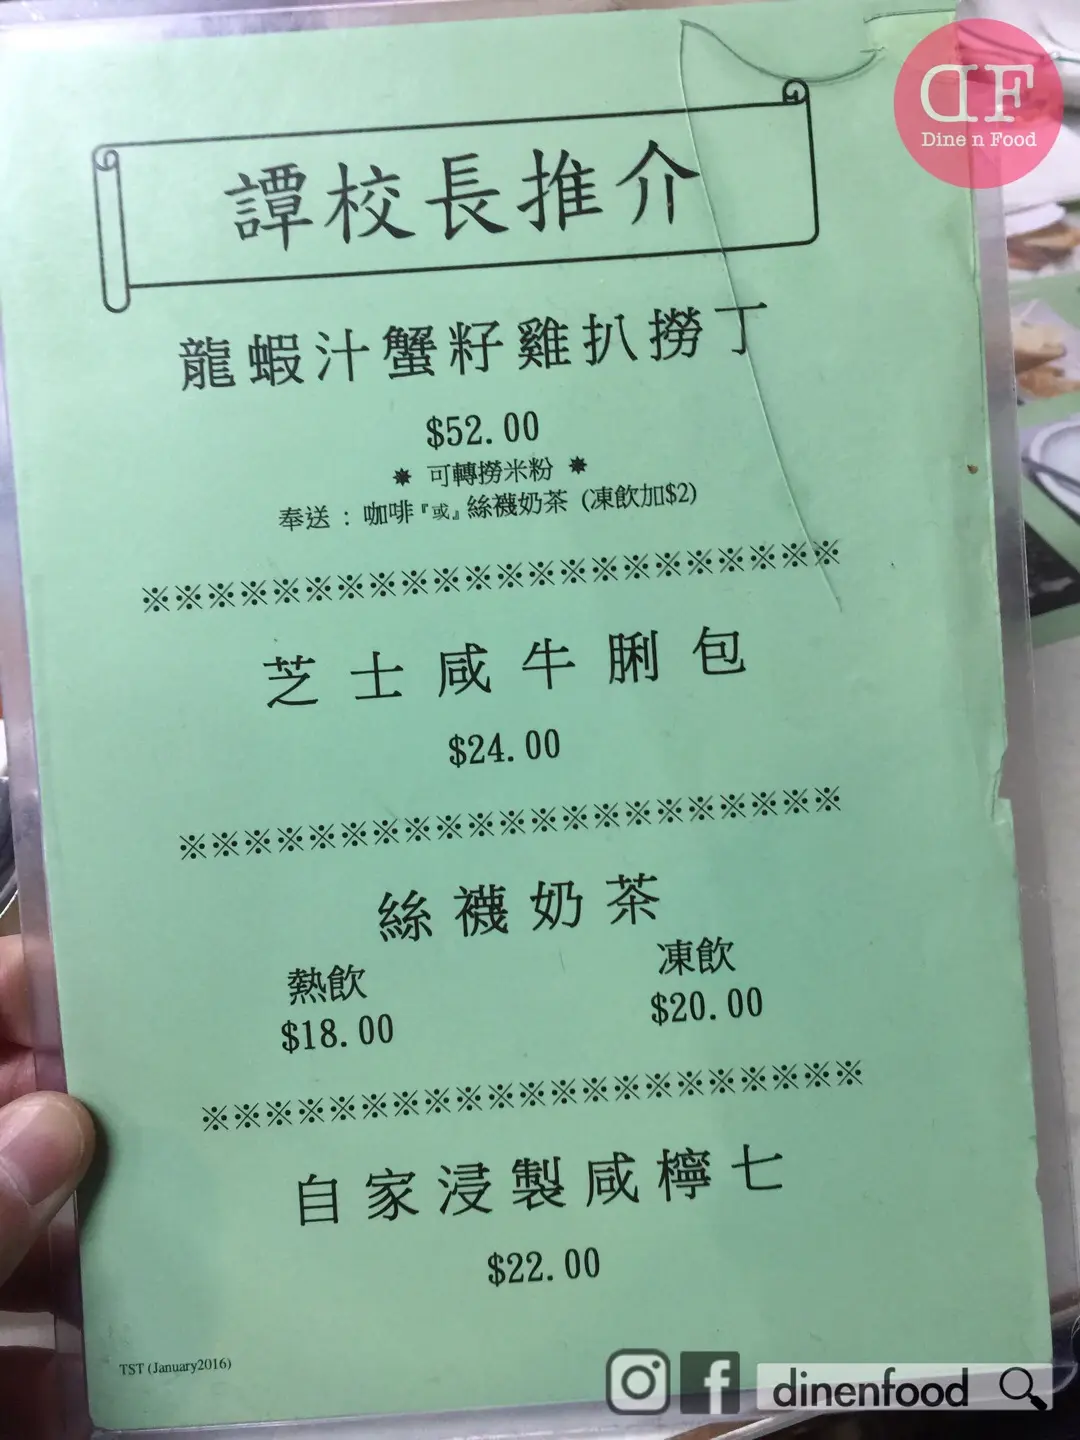 DF
Dine n Food
譚校長推介
龍蝦汁蟹籽雞扒撈丁
$52.00
✷ 可轉撈米粉 ✷
奉送：咖啡『或』絲襪奶茶 (凍飲加$2)
※※※※※※※※※※※※※※※※※※※※※※
芝士咸牛脷包
$24.00
※※※※※※※※※※※※※※※※※※※※※
絲襪奶茶
熱飲 凍飲
$18.00 $20.00
※※※※※※※※※※※※※※※※※※※※※
自家浸製咸檸七
$22.00
TST (January2016)
dinenfood